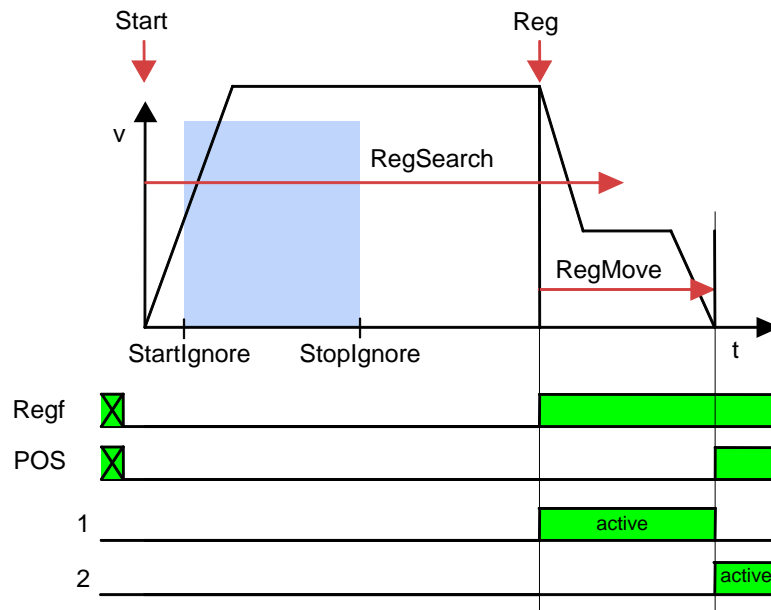 Start
Reg
v
RegSearch
RegMove
StartIgnore
StopIgnore
t
Regf
POS
1
active
2
active